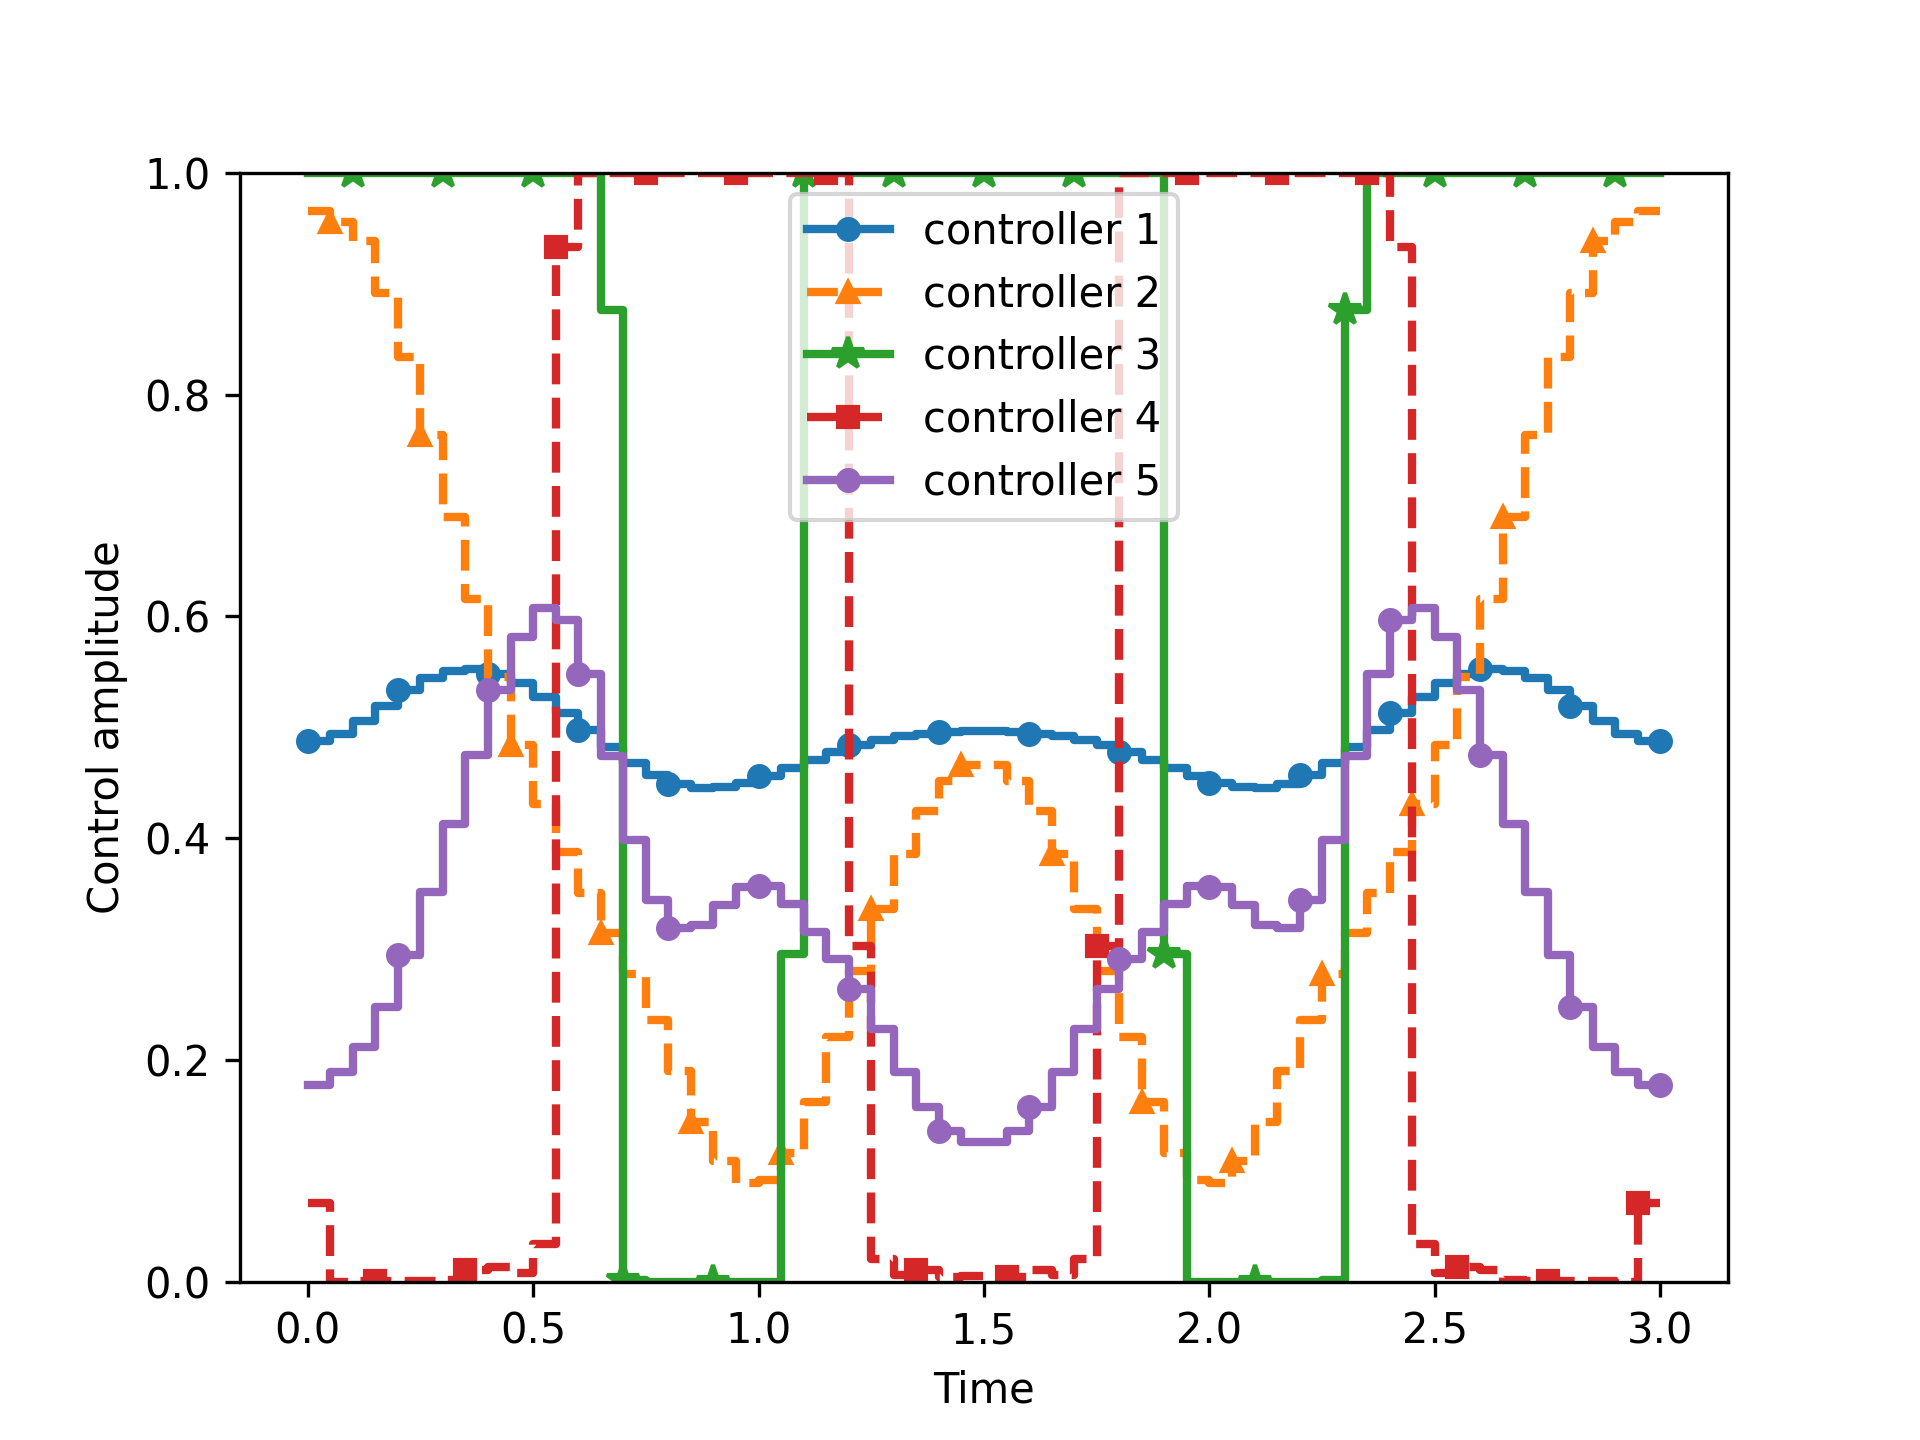 1.0
0.8
0.6
0.4
0.2
0.0
Control amplitude
controller 1
controller 2
controller 3
controller 4
controller 5
0.0 0.5 1.0 1.5 2.0 2.5 3.0
Time